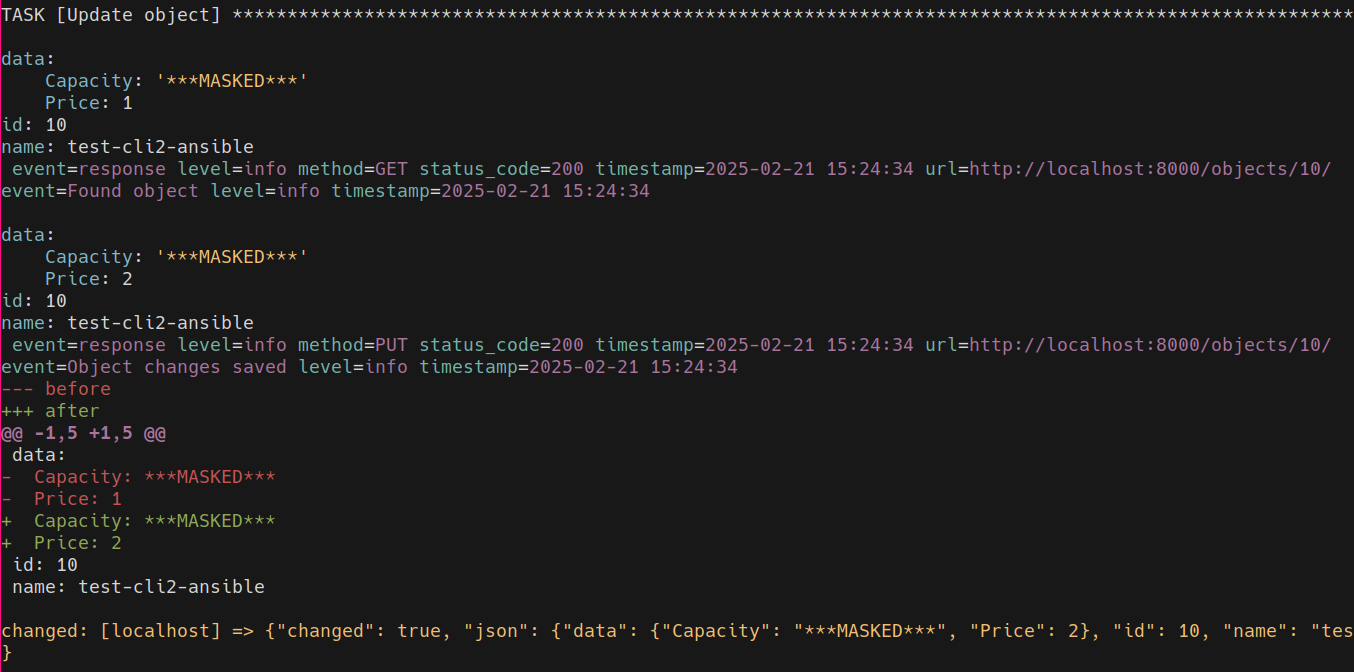 TASK [Update object] ******************************************************************************************************
data:
    Capacity: '***MASKED***'
    Price: 1
id: 10
name: test-cli2-ansible
 event=response level=info method=GET status_code=200 timestamp=2025-02-21 15:24:34 url=http://localhost:8000/objects/10/
event=Found object level=info timestamp=2025-02-21 15:24:34
data:
    Capacity: '***MASKED***'
    Price: 2
id: 10
name: test-cli2-ansible
 event=response level=info method=PUT status_code=200 timestamp=2025-02-21 15:24:34 url=http://localhost:8000/objects/10/
event=Object changes saved level=info timestamp=2025-02-21 15:24:34
--- before
+++ after
@@ -1,5 +1,5 @@
 data:
-  Capacity: ***MASKED***
-  Price: 1
+  Capacity: ***MASKED***
+  Price: 2
 id: 10
 name: test-cli2-ansible
changed: [localhost] => {"changed": true, "json": {"data": {"Capacity": "***MASKED***", "Price": 2}, "id": 10, "name": "tes
}